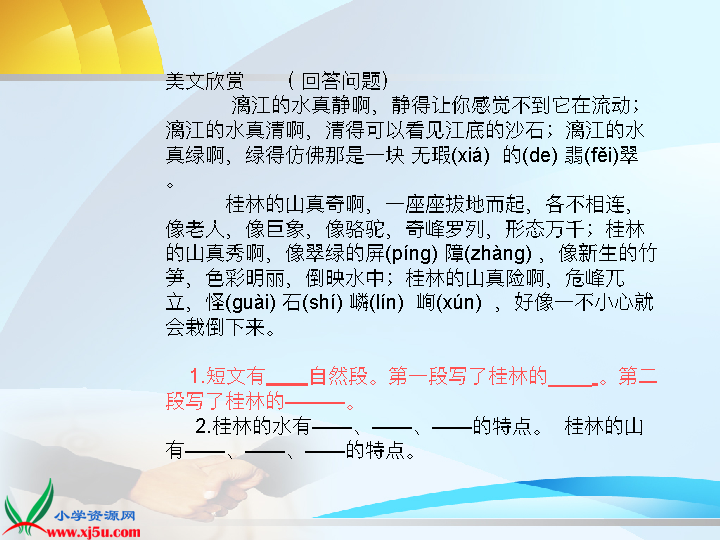 美文欣赏 （ 回答问题）
漓江的水真静啊，静得让你感觉不到它在流动；
漓江的水真清啊，清得可以看见江底的沙石；漓江的水
真绿啊，绿得仿佛那是一块 无瑕(xiá) 的(de) 翡(fěi)翠
。
桂林的山真奇啊，一座座拔地而起，各不相连，
像老人，像巨象，像骆驼，奇峰罗列，形态万千；桂林
的山真秀啊，像翠绿的屏(píng) 障(zhàng) ，像新生的竹
笋，色彩明丽，倒映水中；桂林的山真险啊，危峰兀
立，怪(guài) 石(shí) 嶙(lín) 峋(xún) ，好像一不小心就
会栽倒下来。
1.短文有____自然段。第一段写了桂林的_____。第二
段写了桂林的———。
2.桂林的水有——、——、——的特点。 桂林的山
有——、——、——的特点。
小学资源网
www.xj5u.com